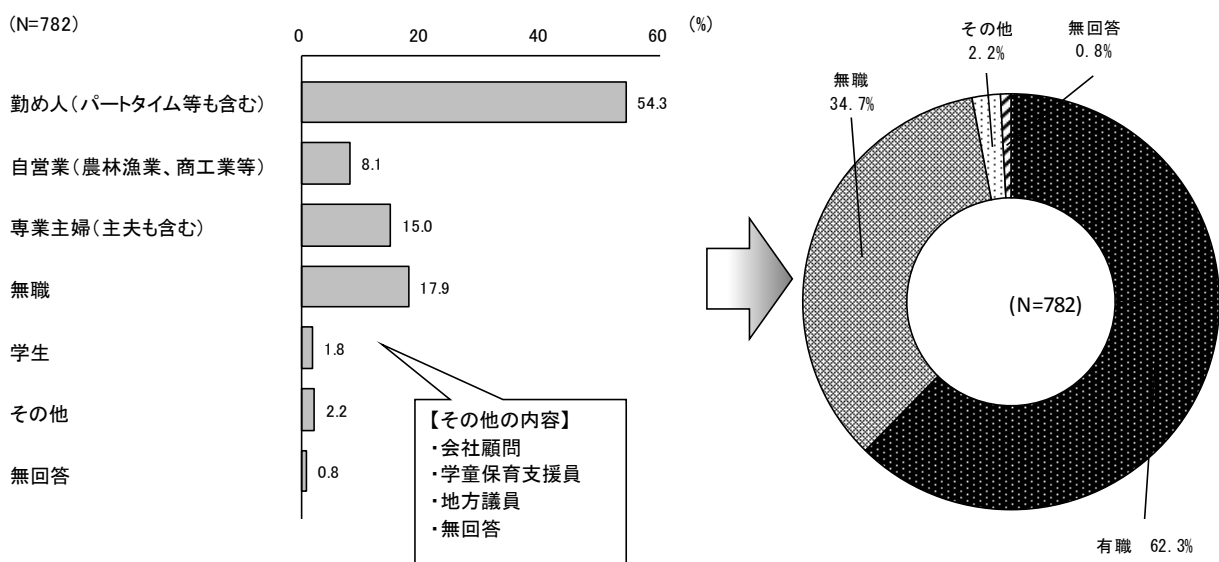 (N=782)
0 20 40 60 (%)
勤め人(パートタイム等も含む) 54.3
自営業(農林漁業、商工業等) 8.1
専業主婦(主夫も含む) 15.0
無職 17.9
学生 1.8
その他 2.2
無回答 0.8
【その他の内容】
・会社顧問
・学童保育支援員
・地方議員
・無回答
その他
2.2%
無回答
0.8%
無職
34.7%
(N=782)
有職 62.3%